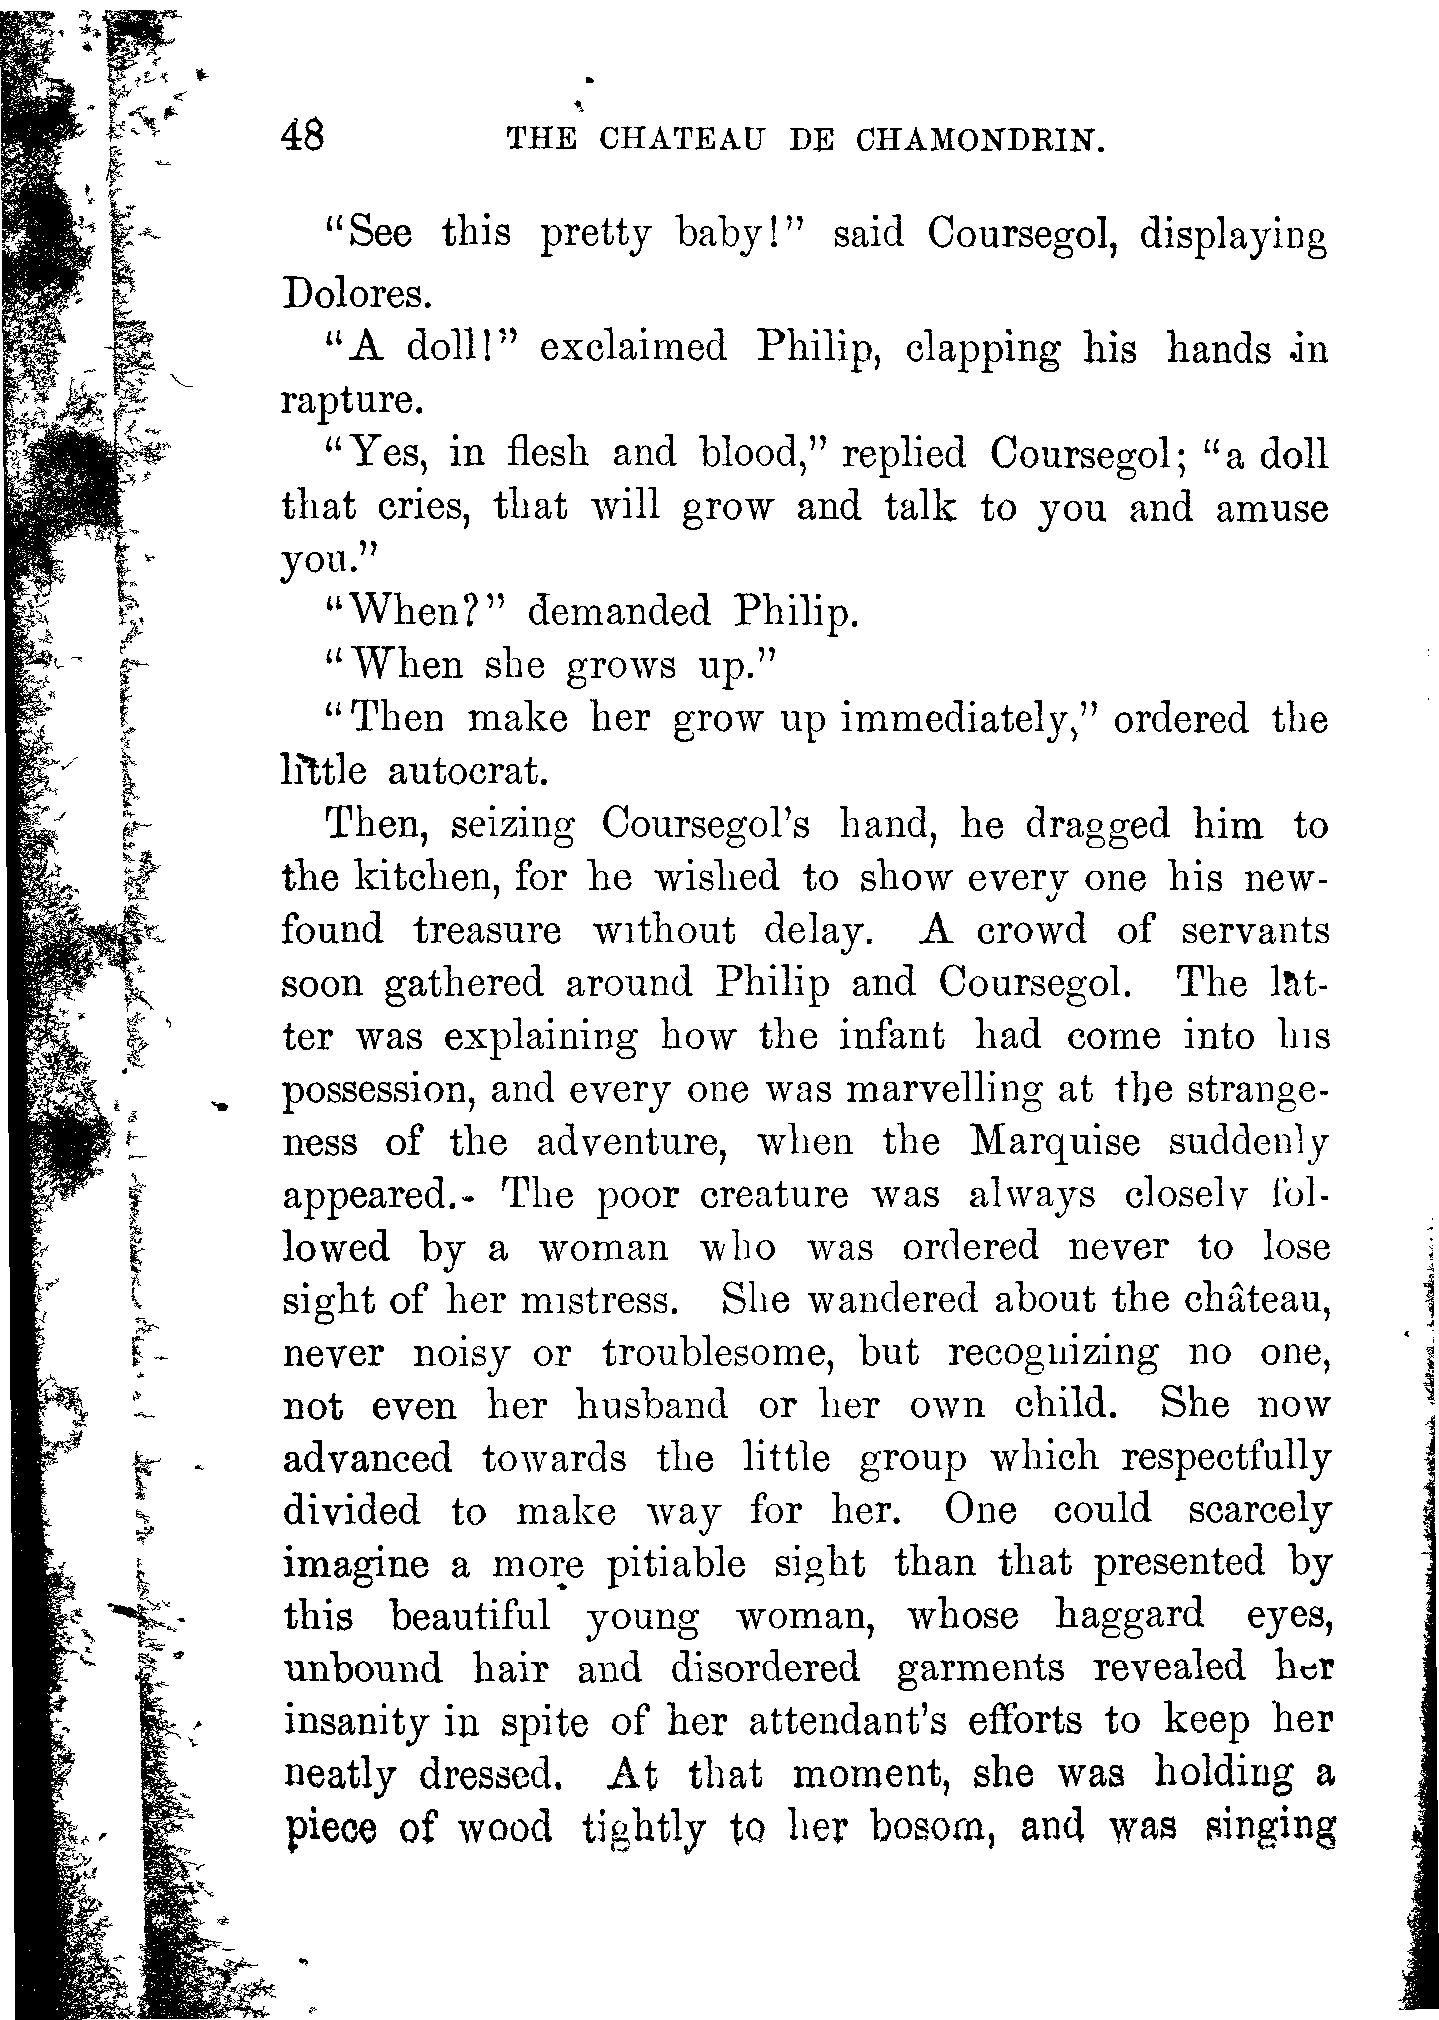 48 THE CHATEAU DE CHAMONDRIN.
"See this pretty baby!" said Coursegol, displaying
Dolores.
"A doll!" exclaimed Philip, clapping his hands in
rapture.
"Yes, in flesh and blood," replied Coursegol; "a doll
that cries, that will grow and talk to you and amuse
you."
"When?" demanded Philip.
"When she grows up."
"Then make her grow up immediately," ordered the
little autocrat.
Then, seizing Coursegol's hand, he dragged him to
the kitchen, for he wished to show every one his new-
found treasure without delay. A crowd of servants
soon gathered around Philip and Coursegol. The lat-
ter was explaining how the infant had come into his
possession, and every one was marvelling at the strange-
ness of the adventure, when the Marquise suddenly
appeared. The poor creature was always closely fol-
lowed by a woman who was ordered never to lose
sight of her mistress. She wandered about the château,
never noisy or troublesome, but recognizing no one,
not even her husband or her own child. She now
advanced towards the little group which respectfully
divided to make way for her. One could scarcely
imagine a more pitiable sight than that presented by
this beautiful young woman, whose haggard eyes,
unbound hair and disordered garments revealed her
insanity in spite of her attendant's efforts to keep her
neatly dressed. At that moment, she was holding a
piece of wood tightly to her bosom, and was singing